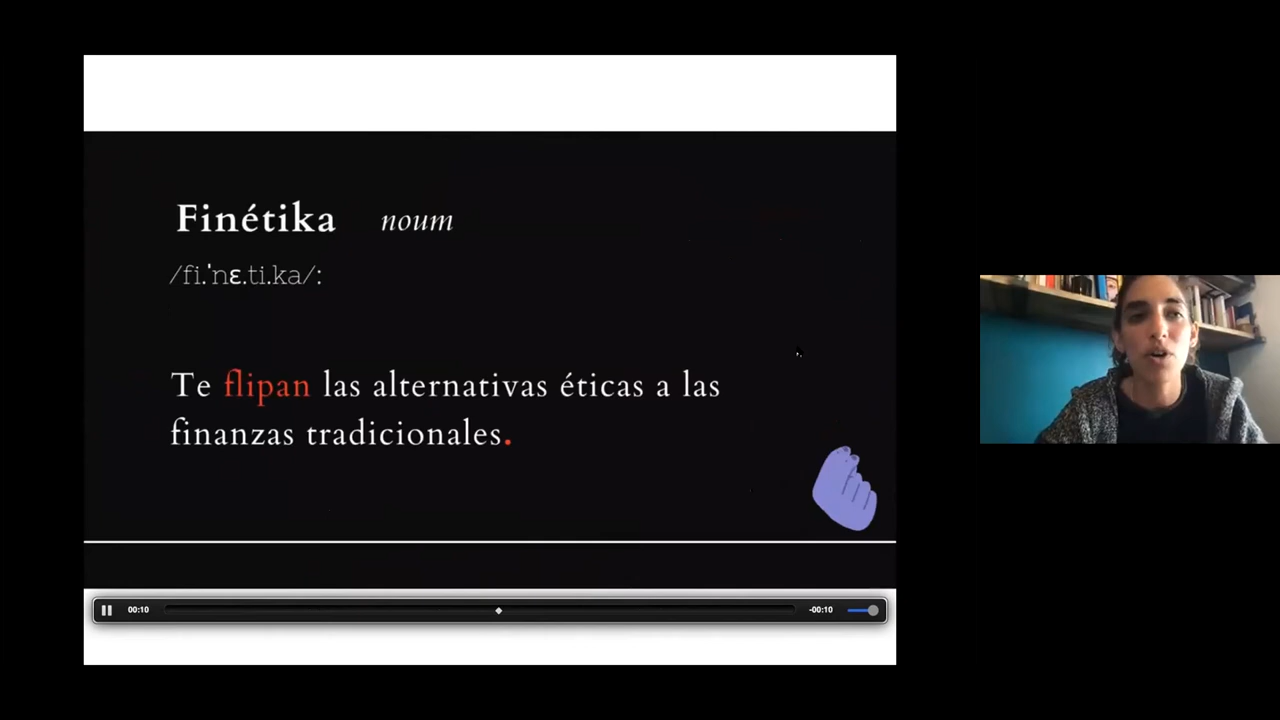 Finétika noum
/fi.ˈnɛ.ti.ka/:
Te flipan las alternativas éticas a las
finanzas tradicionales.
00:10 -00:10